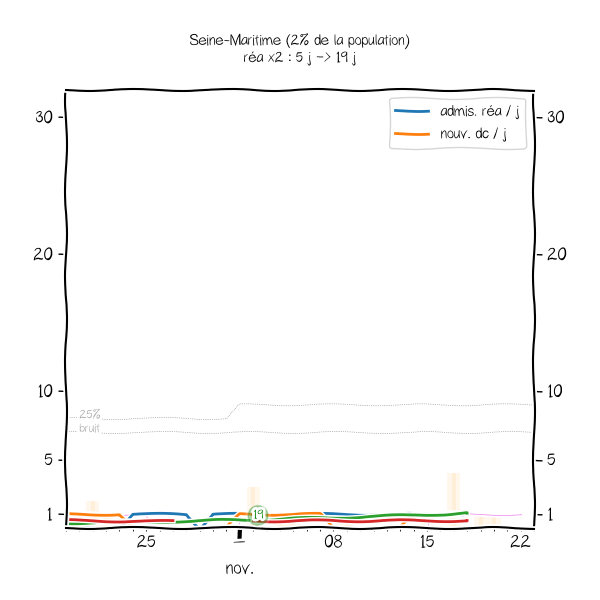 Seine-Maritime (2% de la population)
réa x2 : 5 j -> 19 j
admis. réa / j
nouv. dc / j
30
30
20
20
10
10
25%
bruit
5
5
19
1
1
25
1
08
15
22
nov.